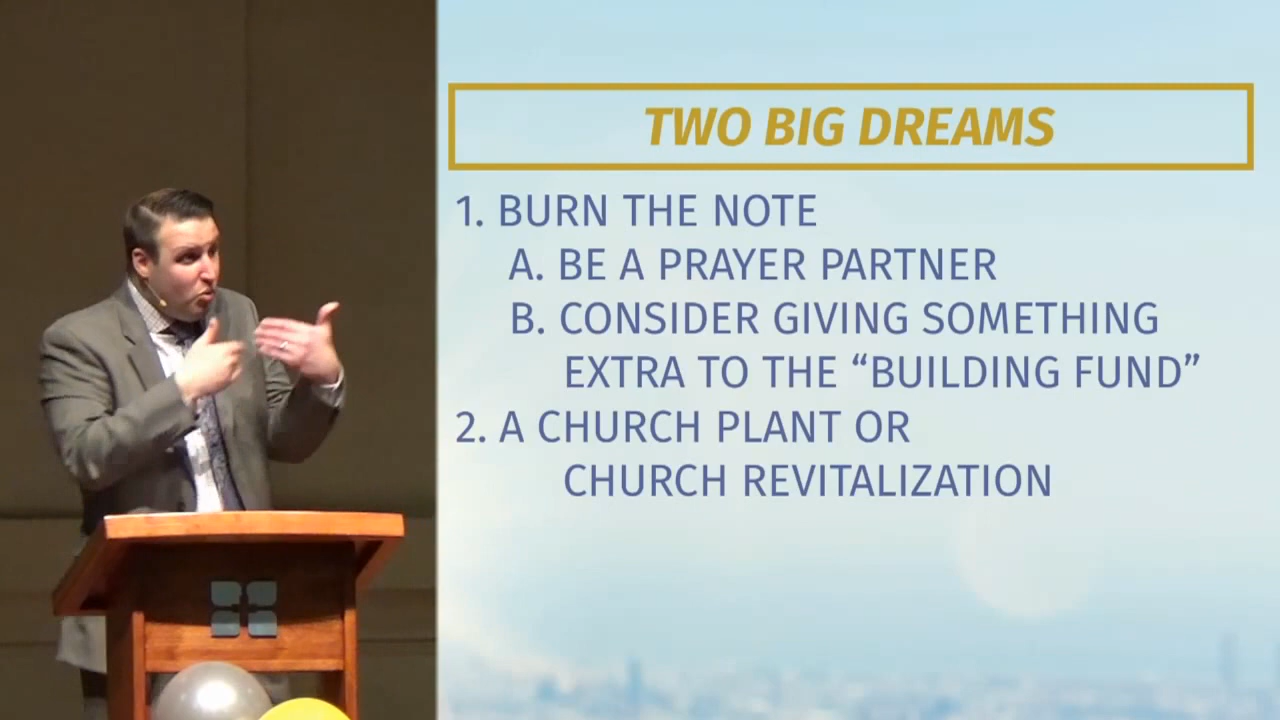 TWO BIG DREAMS
1. BURN THE NOTE
A. BE A PRAYER PARTNER
B. CONSIDER GIVING SOMETHING
EXTRA TO THE “BUILDING FUND”
2. A CHURCH PLANT OR
CHURCH REVITALIZATION